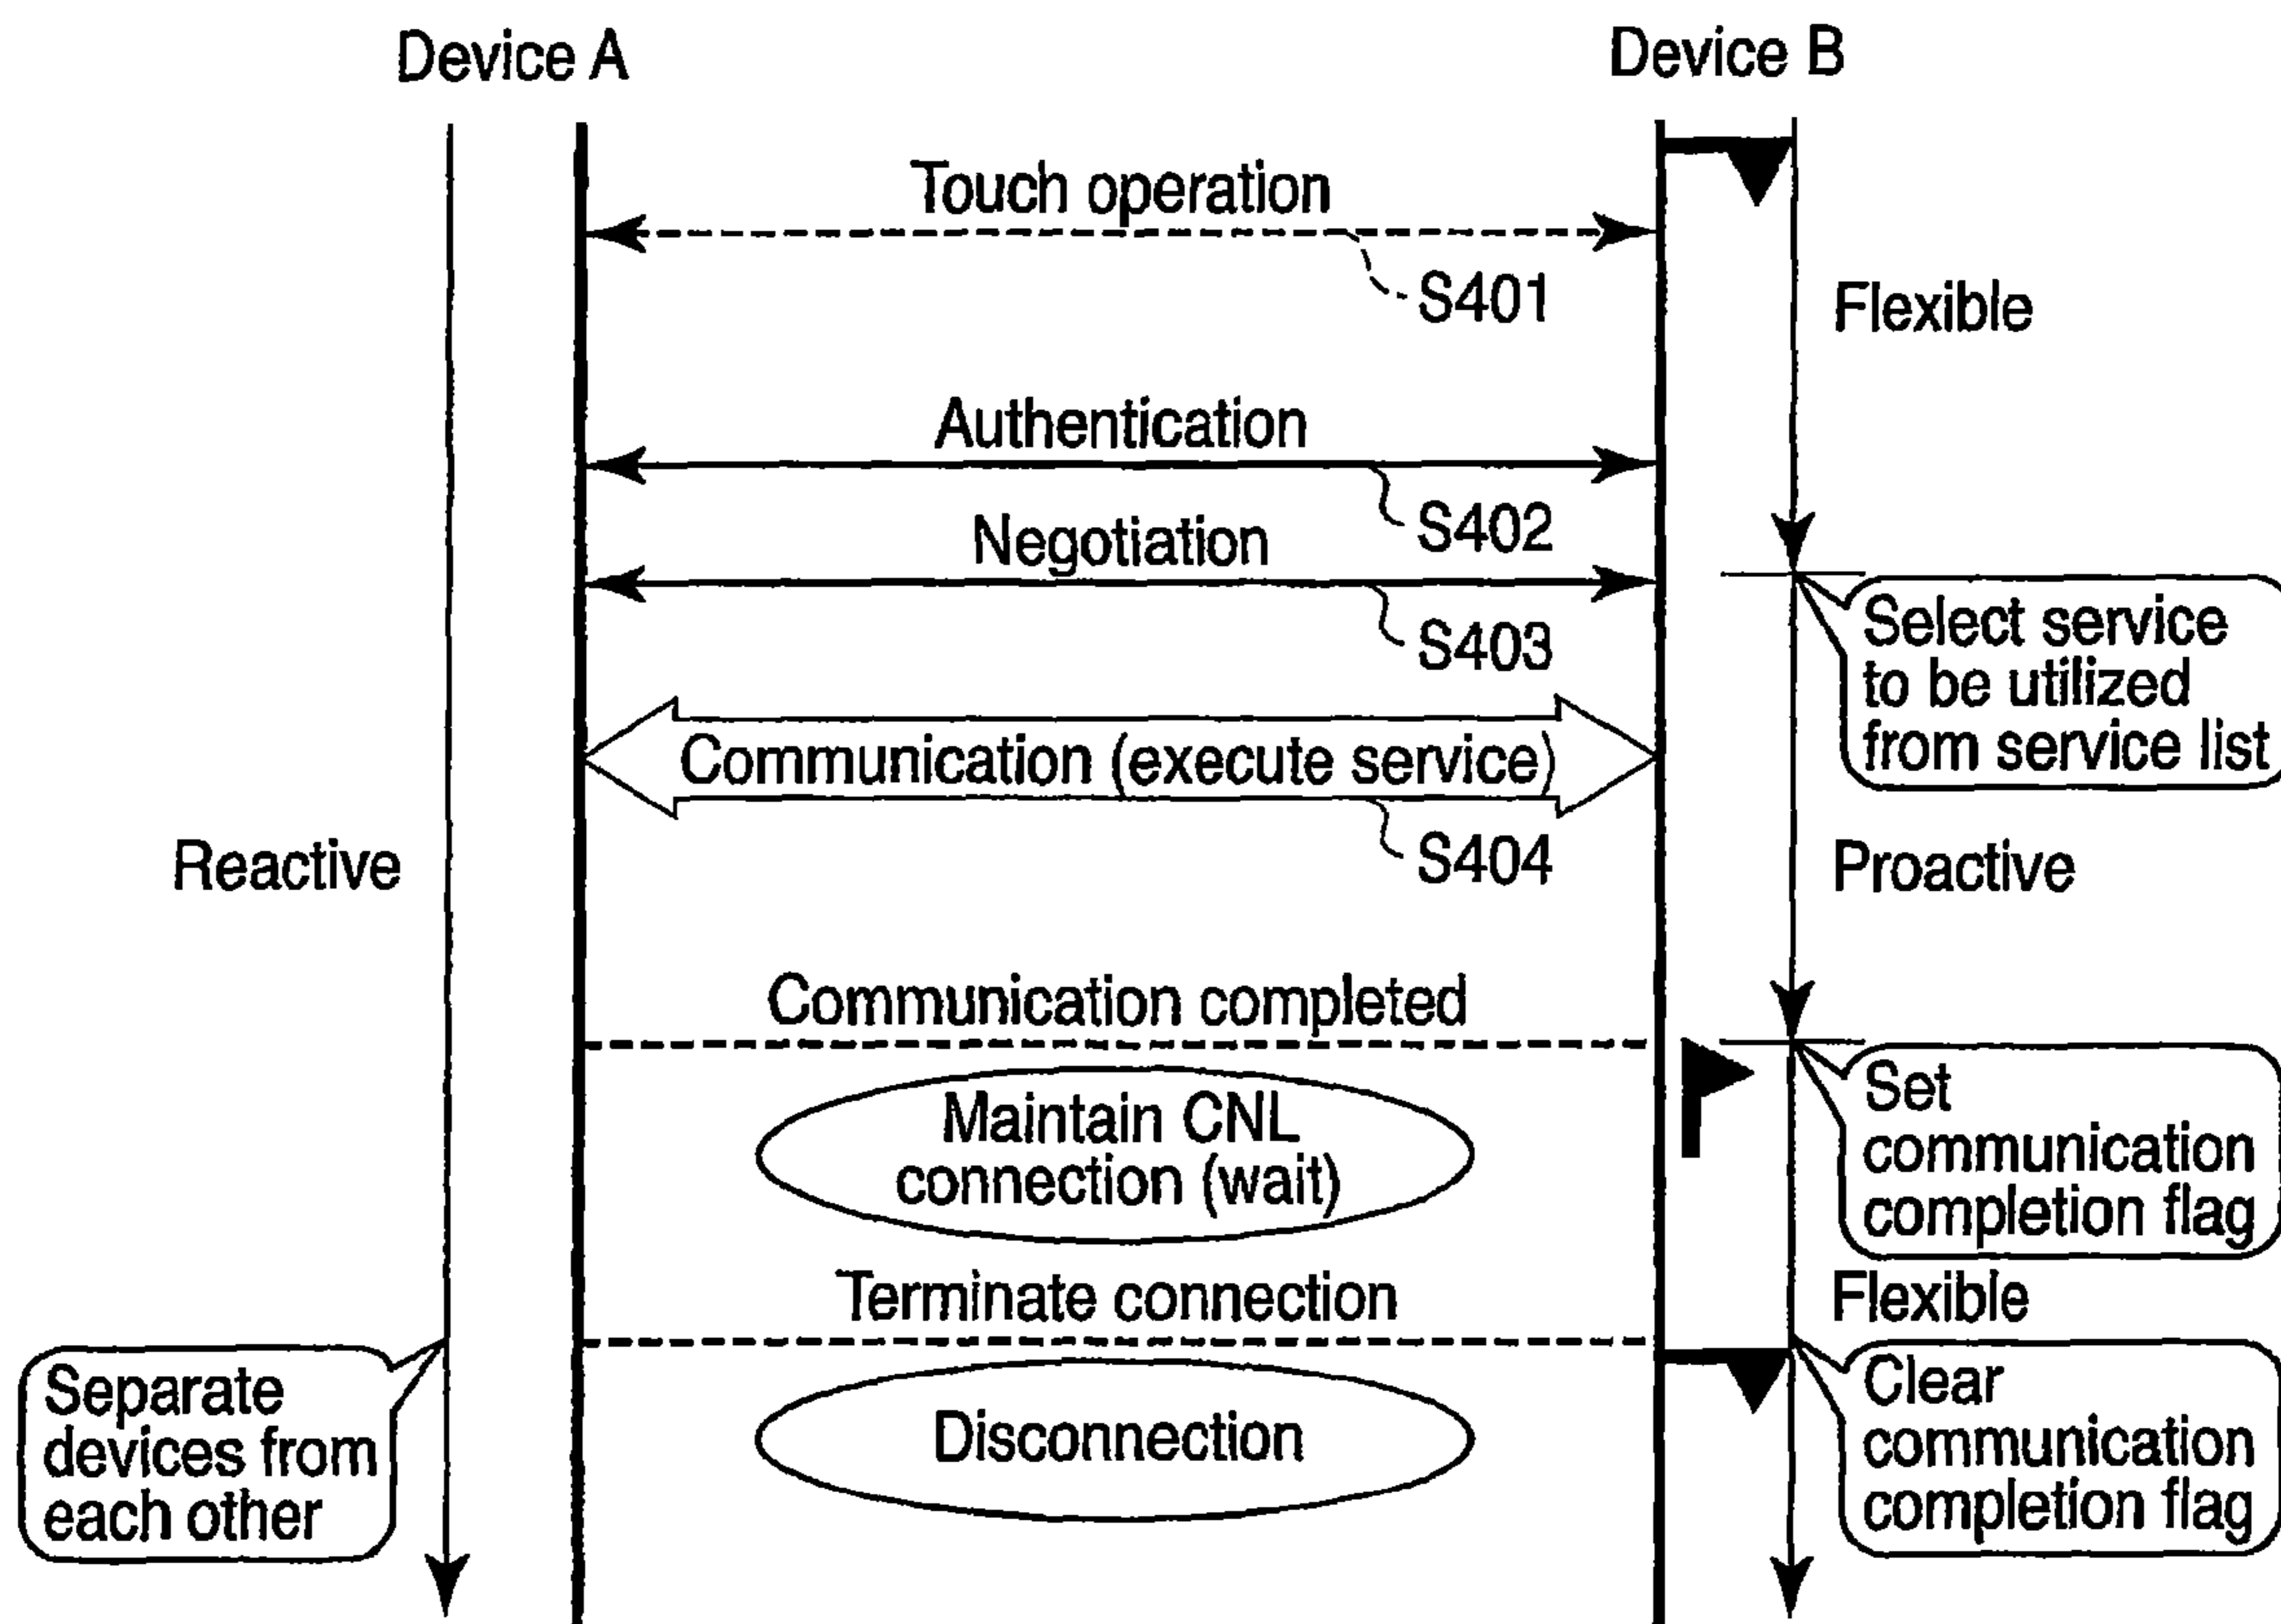 Device A
Device B
Touch operation
S401
Flexible
Authentication
S402
Negotiation
S403
Select service
to be utilized
from service list
Communication (execute service)
S404
Reactive
Proactive
Communication completed
Maintain CNL
connection (wait)
Set
communication
completion flag
Terminate connection
Flexible
Separate
devices from
each other
Disconnection
Clear
communication
completion flag